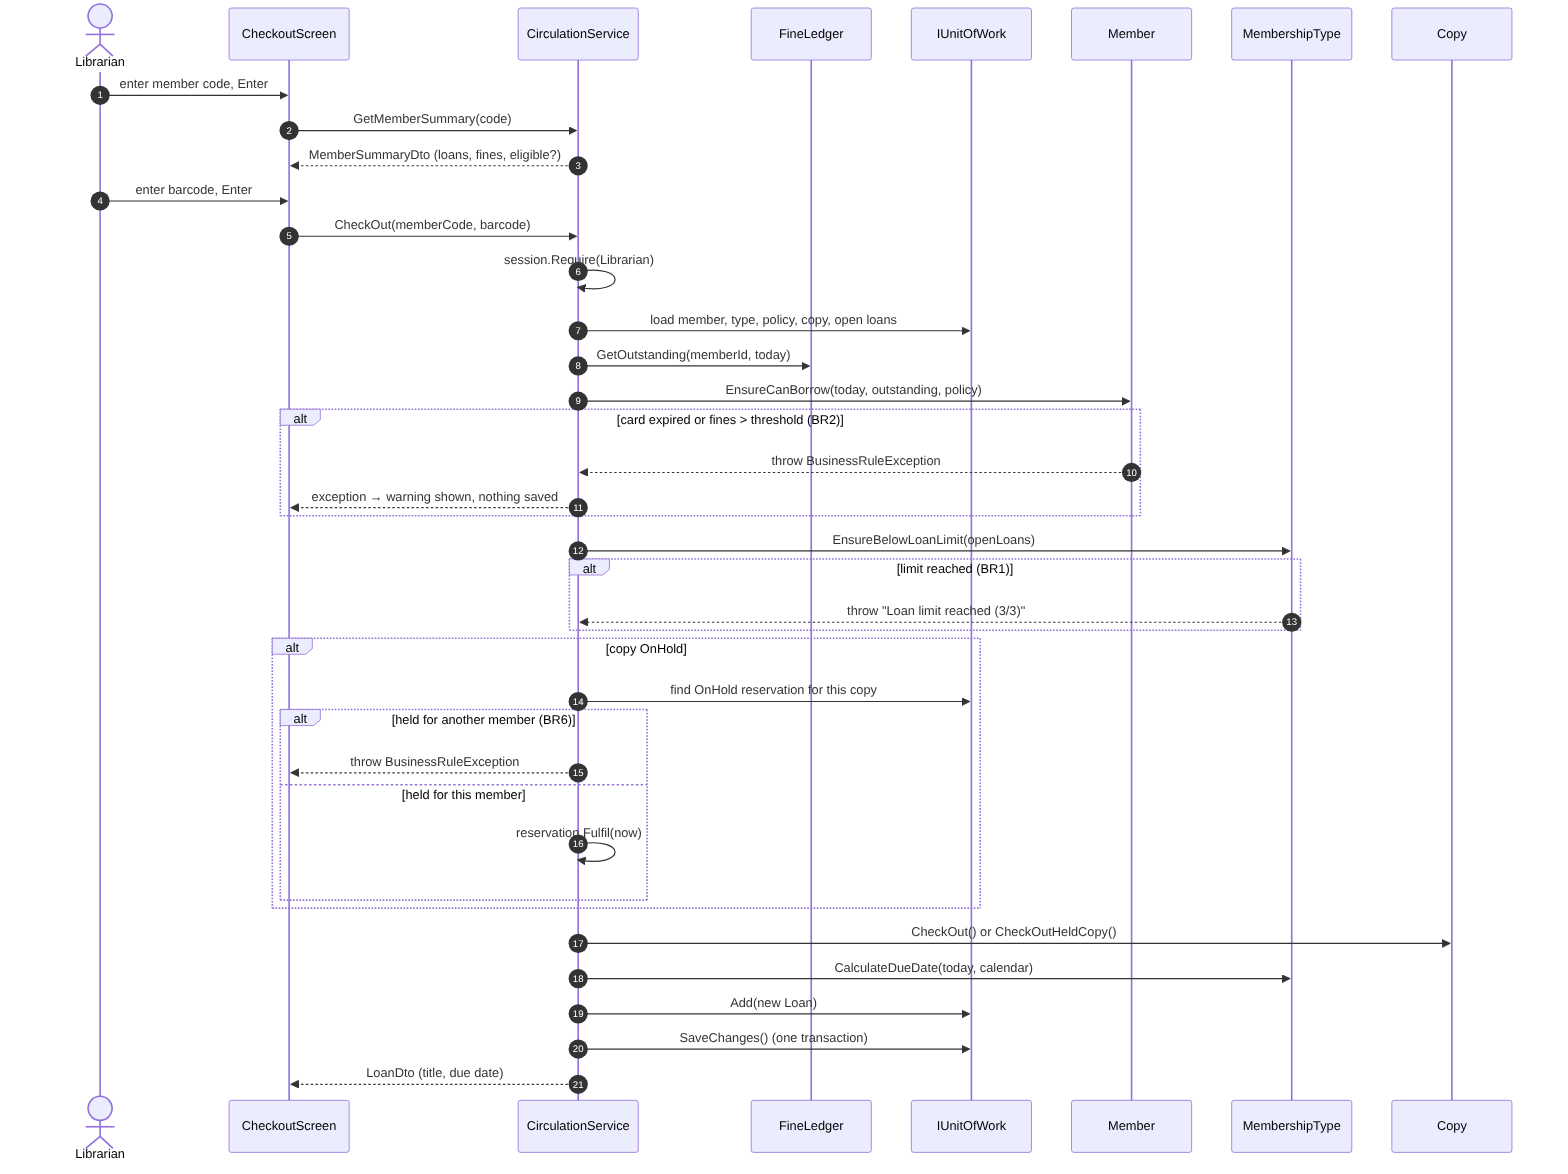 Librarian
CheckoutScreen
CirculationService
FineLedger
IUnitOfWork
Member
MembershipType
Copy
1 enter member code, Enter
2 GetMemberSummary(code)
MemberSummaryDto (loans, fines, eligible?) 3
4 enter barcode, Enter
5 CheckOut(memberCode, barcode)
session.Require(Librarian)
6
7 load member, type, policy, copy, open loans
8 GetOutstanding(memberId, today)
9 EnsureCanBorrow(today, outstanding, policy)
alt [card expired or fines > threshold (BR2)]
throw BusinessRuleException 10
exception → warning shown, nothing saved 11
12 EnsureBelowLoanLimit(openLoans)
alt [limit reached (BR1)]
throw "Loan limit reached (3/3)" 13
alt [copy OnHold]
14 find OnHold reservation for this copy
alt [held for another member (BR6)]
throw BusinessRuleException 15
[held for this member]
reservation.Fulfil(now)
16
17 CheckOut() or CheckOutHeldCopy()
18 CalculateDueDate(today, calendar)
19 Add(new Loan)
20 SaveChanges() (one transaction)
LoanDto (title, due date) 21
Librarian
CheckoutScreen
CirculationService
FineLedger
IUnitOfWork
Member
MembershipType
Copy